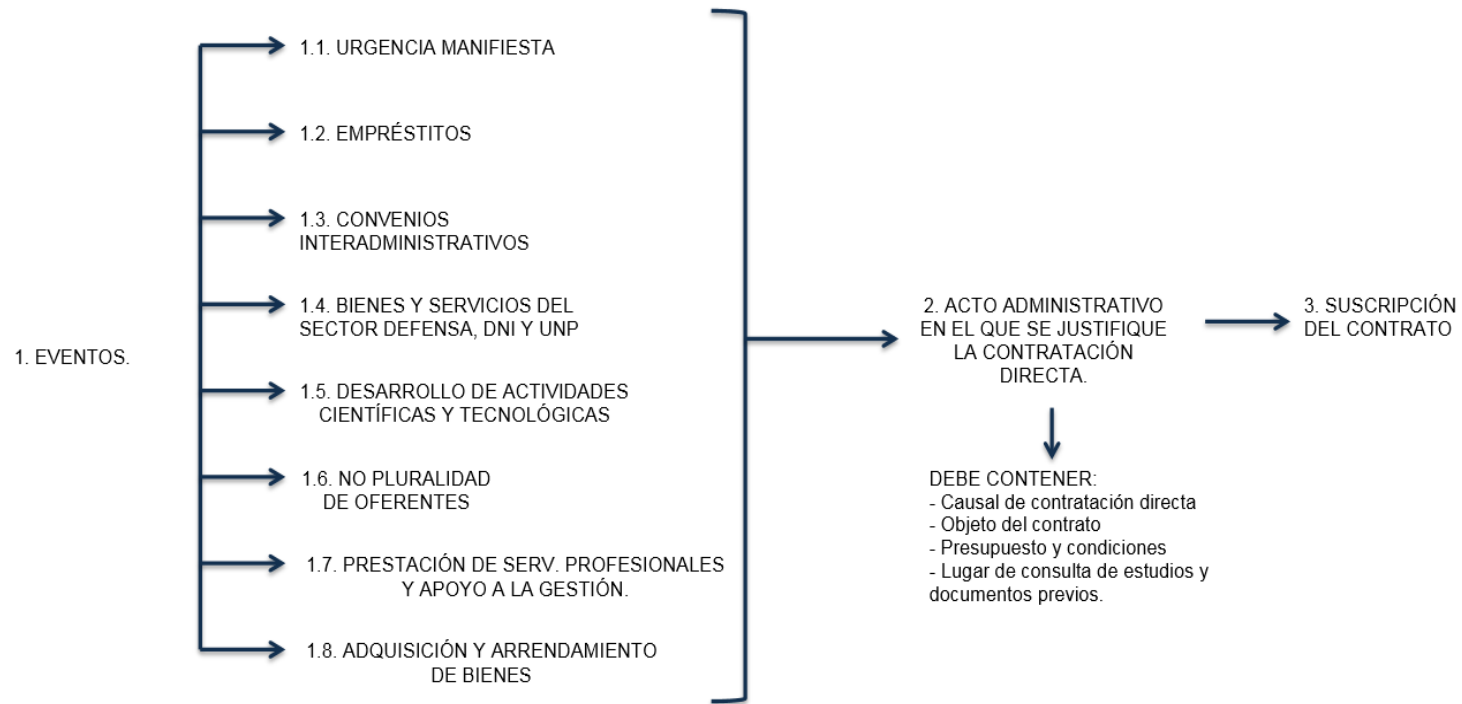 1. EVENTOS.
1.1. URGENCIA MANIFIESTA
1.2. EMPRÉSTITOS
1.3. CONVENIOS
INTERADMINISTRATIVOS
1.4. BIENES Y SERVICIOS DEL
SECTOR DEFENSA, DNI Y UNP
1.5. DESARROLLO DE ACTIVIDADES
CIENTÍFICAS Y TECNOLÓGICAS
1.6. NO PLURALIDAD
DE OFERENTES
1.7. PRESTACIÓN DE SERV. PROFESIONALES
Y APOYO A LA GESTIÓN.
1.8. ADQUISICIÓN Y ARRENDAMIENTO
DE BIENES
2. ACTO ADMINISTRATIVO
EN EL QUE SE JUSTIFIQUE
LA CONTRATACIÓN
DIRECTA.
DEBE CONTENER:
- Causal de contratación directa
- Objeto del contrato
- Presupuesto y condiciones
- Lugar de consulta de estudios y
documentos previos.
3. SUSCRIPCIÓN
DEL CONTRATO